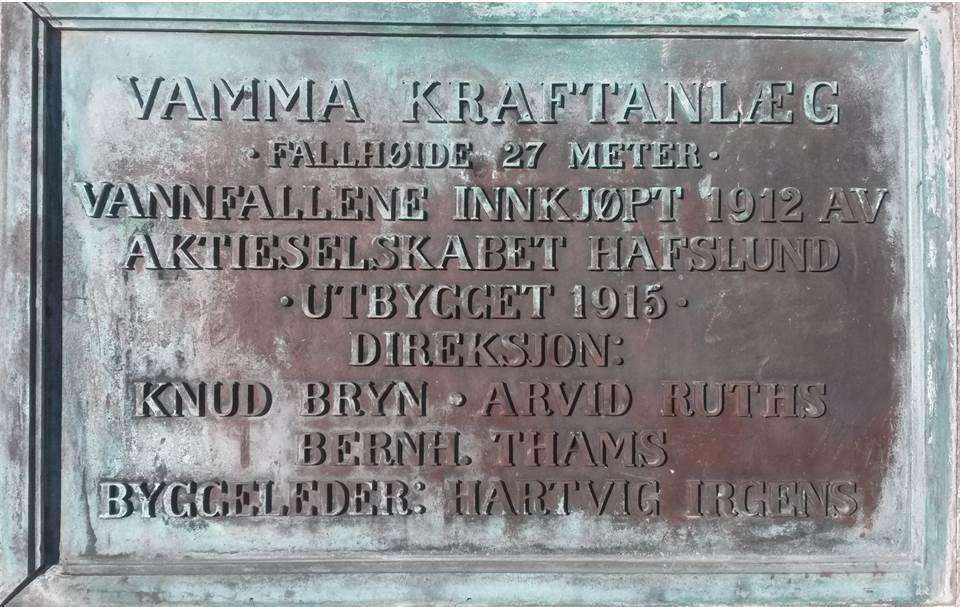 VAMMA KRAFTANLÆG
·FALLHØIDE 27 METER·
VANNFALLENE INNKJØPT 1912 AV
AKTIESELSKABET HAFSLUND
·UTBYGGET 1915·
DIREKSJON:
KNUD BRYN · ARVID RUTHS
BERNH. THAMS
BYGGELEDER: HARTVIG IRGENS